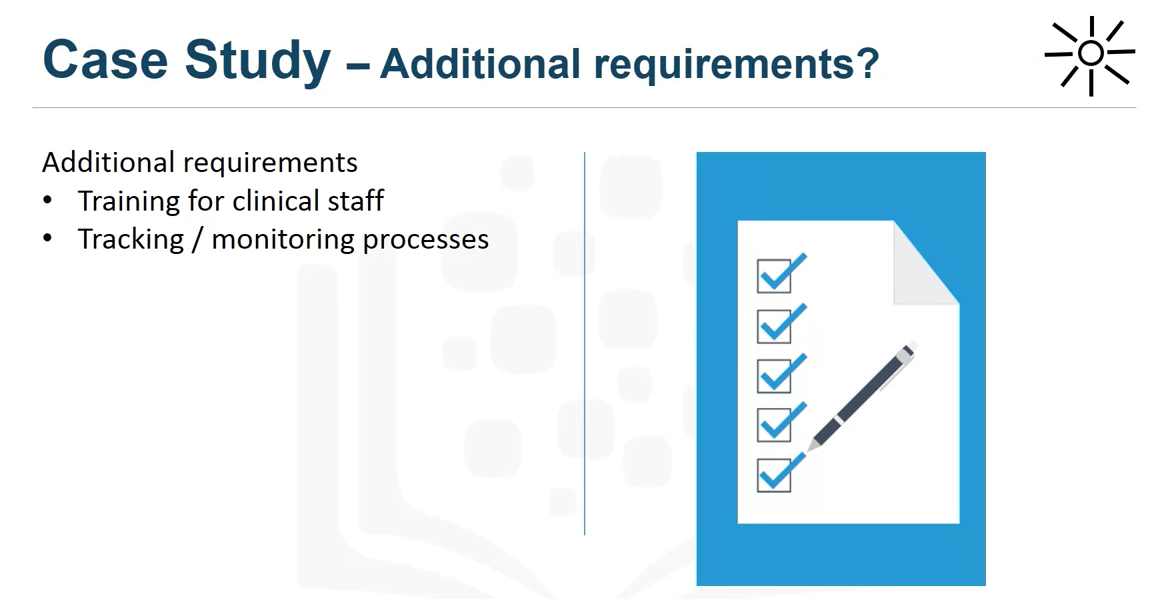 Case Study – Additional requirements?
Additional requirements
• Training for clinical staff
• Tracking / monitoring processes